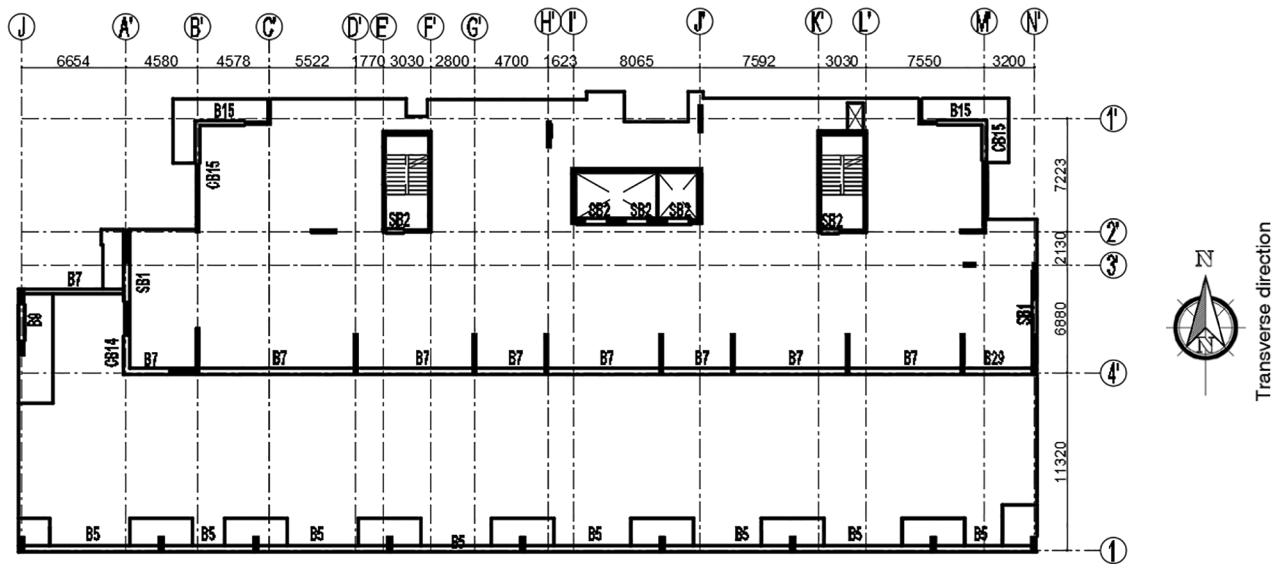 J A' B' C' D' E' F' G' H' I' J' K' L' M' N'
6654 4580 4578 5522 1770 3030 2800 4700 1623 8065 7592 3030 7550 3200
B15 B15 1'
CB15 CB15 7223
SB2 SB2 SB2 SB2 SB2
2'
2130
3'
B7 SB1
B9 SB1 6880
CB14 B7 B7 B7 B7 B7 B7 B7 B7 B29
4'
11320
B5 B5 B5 B5 B5 B5 B5 B5
1
N
N
Transverse direction